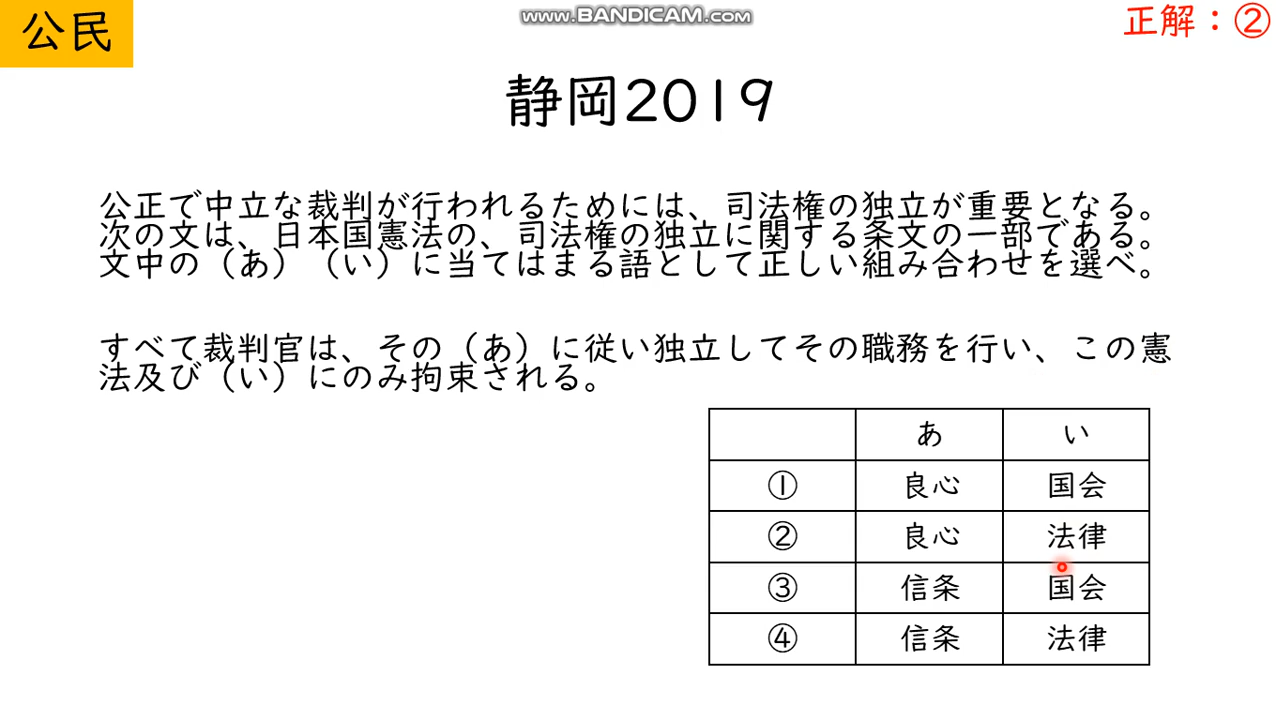 www.BANDICAM.com
公民
正解：②
静岡2019
公正で中立な裁判が行われるためには、司法権の独立が重要となる。
次の文は、日本国憲法の、司法権の独立に関する条文の一部である。
文中の（あ）（い）に当てはまる語として正しい組み合わせを選べ。
すべて裁判官は、その（あ）に従い独立してその職務を行い、この憲
法及び（い）にのみ拘束される。
あ い
① 良心 国会
② 良心 法律
③ 信条 国会
④ 信条 法律